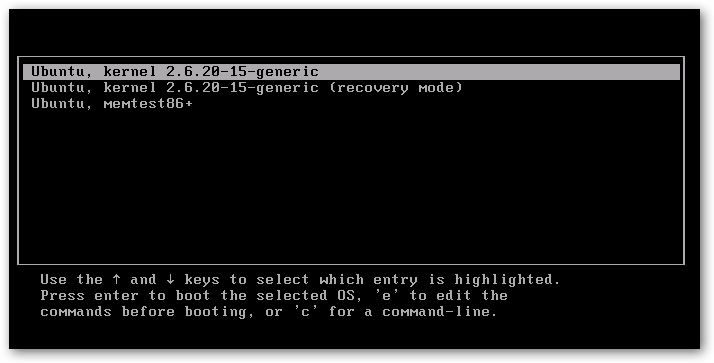 Ubuntu, kernel 2.6.20-15-generic
Ubuntu, kernel 2.6.20-15-generic (recovery mode)
Ubuntu, memtest86+
Use the ↑ and ↓ keys to select which entry is highlighted.
Press enter to boot the selected OS, 'e' to edit the
commands before booting, or 'c' for a command-line.